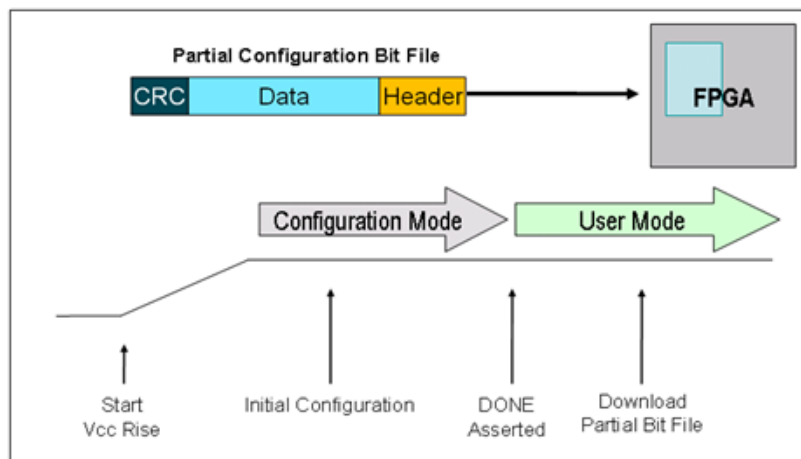 Partial Configuration Bit File
CRC Data Header
FPGA
Configuration Mode
User Mode
Start
Vcc Rise
Initial Configuration
DONE
Asserted
Download
Partial Bit File